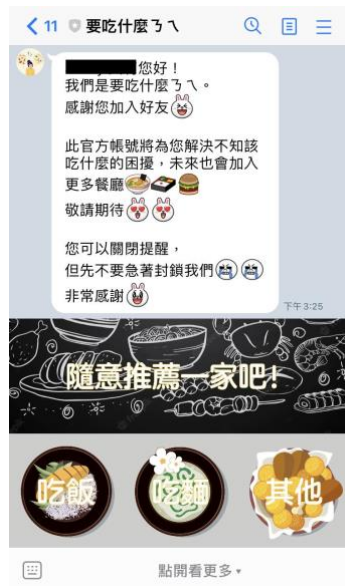 11 要吃什麼ㄋㄟ
您好！
我們是要吃什麼ㄋㄟ。
感謝您加入好友
此官方帳號將為您解決不知該
吃什麼的困擾，未來也會加入
更多餐廳
敬請期待
您可以關閉提醒，
但先不要急著封鎖我們
非常感謝
下午 3:25
隨意推薦一家吧!
吃飯 吃麵 其他
點開看更多▾